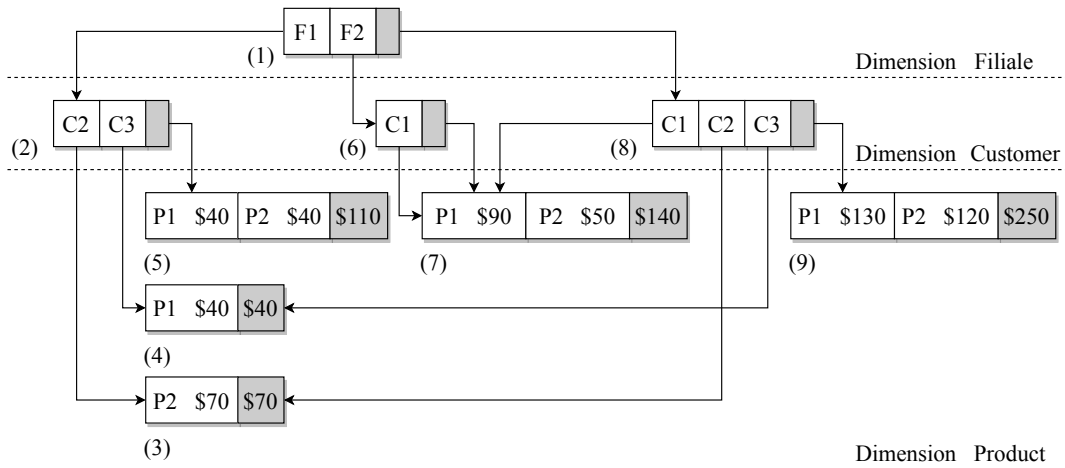 F1 F2
(1)
Dimension Filiale
C2 C3
(2)
C1
(6)
C1 C2 C3
(8)
Dimension Customer
P1 $40 P2 $40 $110
(5)
P1 $90 P2 $50 $140
(7)
P1 $130 P2 $120 $250
(9)
P1 $40 $40
(4)
P2 $70 $70
(3)
Dimension Product